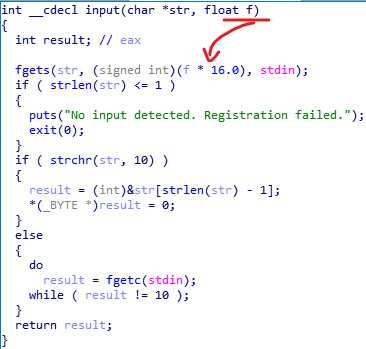 int __cdecl input(char *str, float f)
{
  int result; // eax

  fgets(str, (signed int)(f * 16.0), stdin);
  if ( strlen(str) <= 1 )
  {
    puts("No input detected. Registration failed.");
    exit(0);
  }
  if ( strchr(str, 10) )
  {
    result = (int)&str[strlen(str) - 1];
    *(_BYTE *)result = 0;
  }
  else
  {
    do
      result = fgetc(stdin);
    while ( result != 10 );
  }
  return result;
}